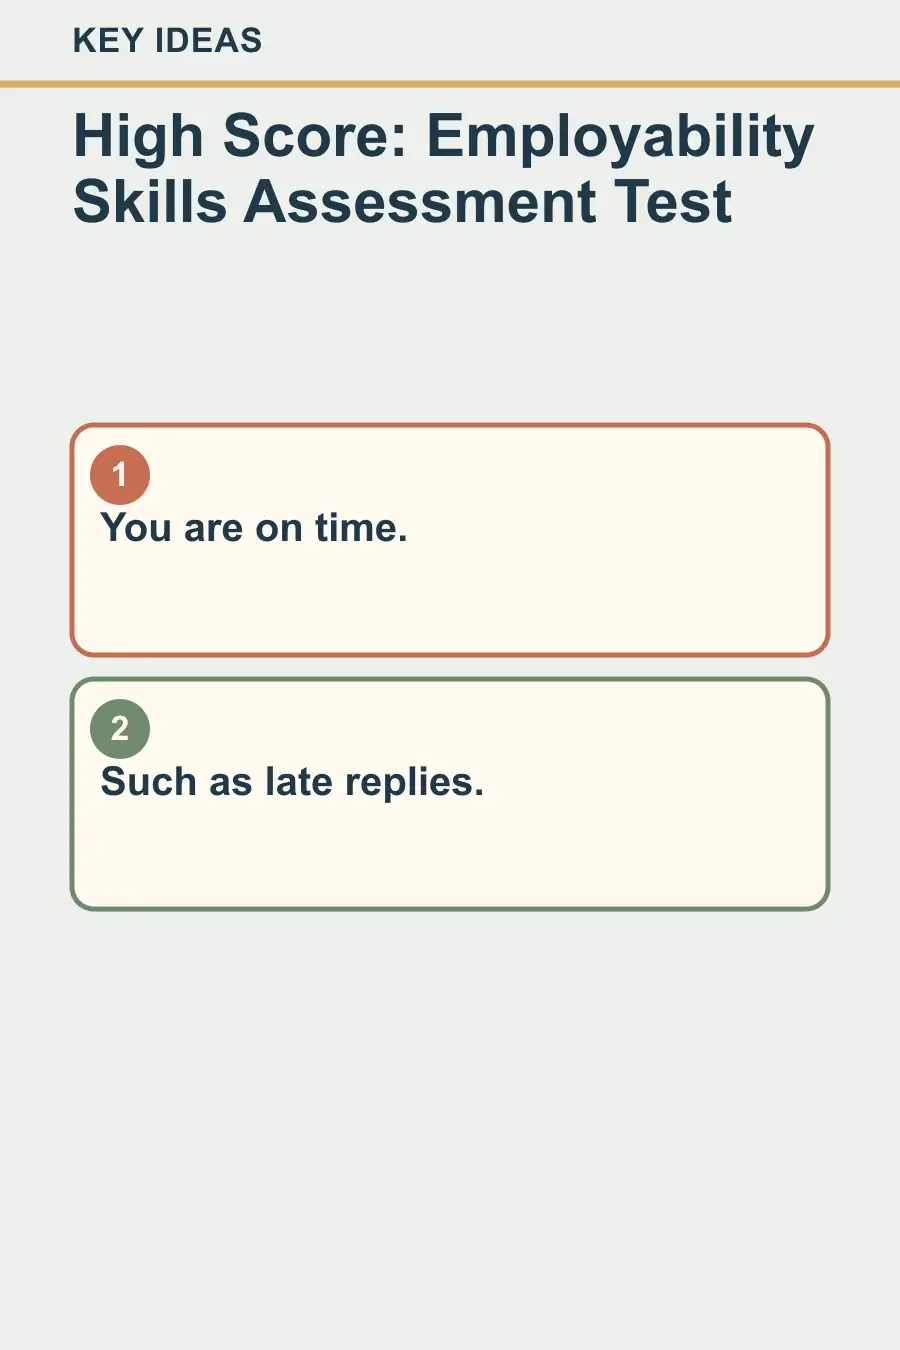 KEY IDEAS
High Score: Employability
Skills Assessment Test
1
You are on time.
2
Such as late replies.